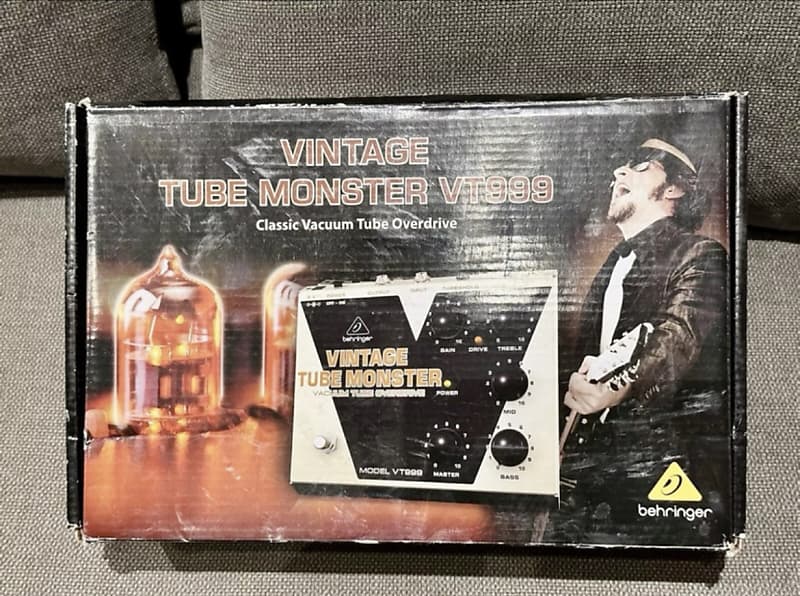 VINTAGE
TUBE MONSTER VT999
Classic Vacuum Tube Overdrive
THRESHOLD
behringer
GAIN
DRIVE
TREBLE
VINTAGE
TUBE MONSTER
VACUUM TUBE OVERDRIVE
POWER
MID
MODEL VT999
MASTER
BASS
behringer